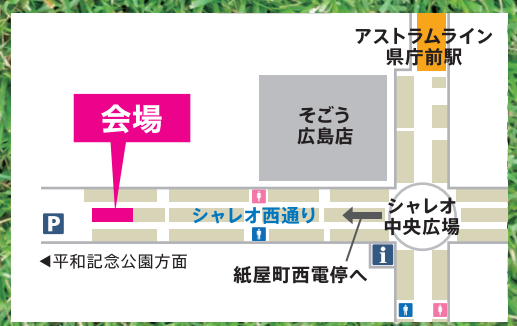 アストラムライン
県庁前駅
そごう
広島店
会場
シャレオ西通り
シャレオ
中央広場
P
i
◀平和記念公園方面
紙屋町西電停へ